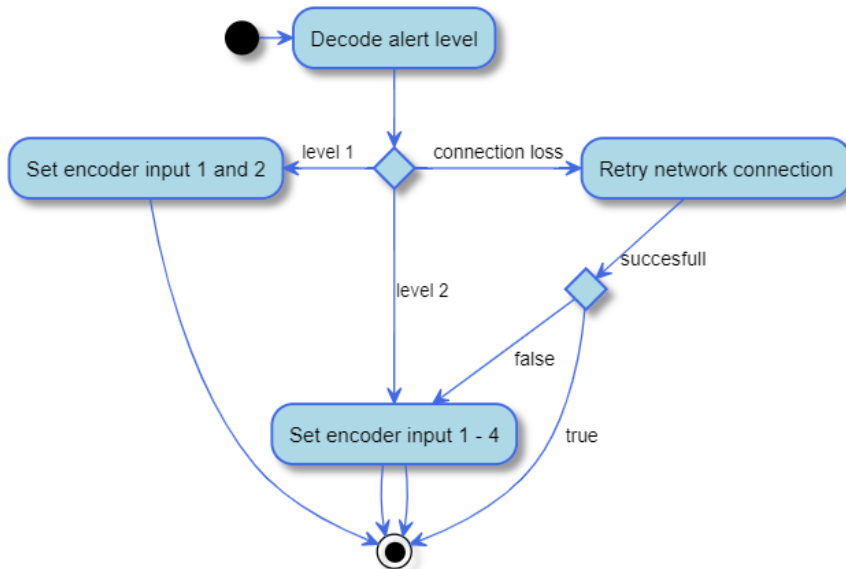 Decode alert level
level 1
connection loss
Set encoder input 1 and 2
Retry network connection
succesfull
level 2
false
Set encoder input 1 - 4
true